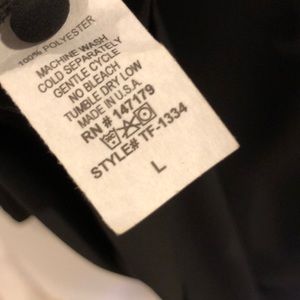 100% POLYESTER
MACHINE WASH
COLD SEPARATELY
GENTLE CYCLE
NO BLEACH
TUMBLE DRY LOW
MADE IN U.S.A.
RN # 147179
STYLE# TF-1334
L